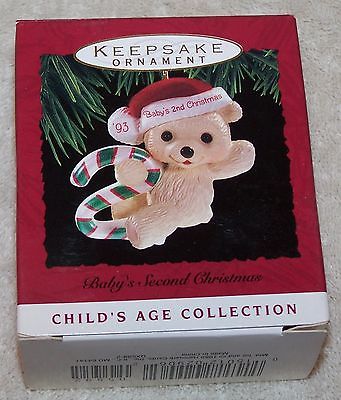 KEEPSAKE
ORNAMENT
'93
Baby's 2nd Christmas
Baby's Second Christmas
CHILD'S AGE COLLECTION